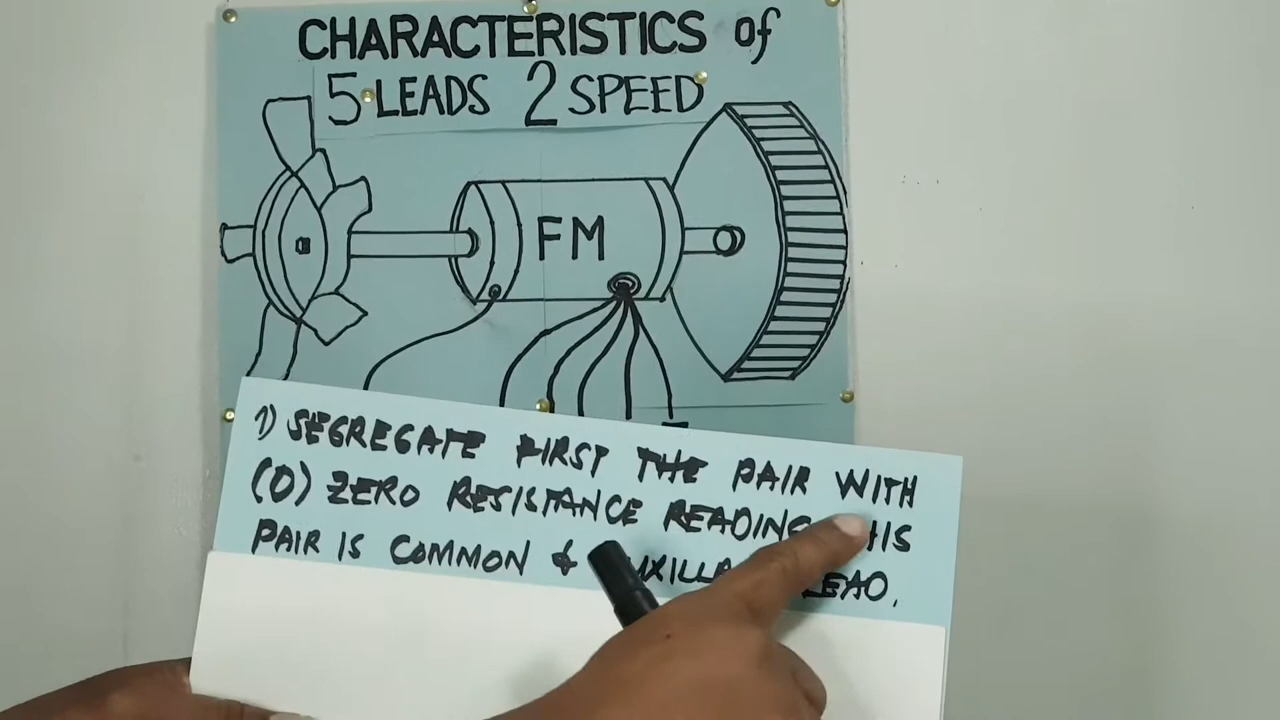 CHARACTERISTICS of
5 LEADS 2 SPEED
FM
1) SEGREGATE FIRST THE PAIR WITH
(0) ZERO RESISTANCE READING
PAIR IS COMMON & LEAD.